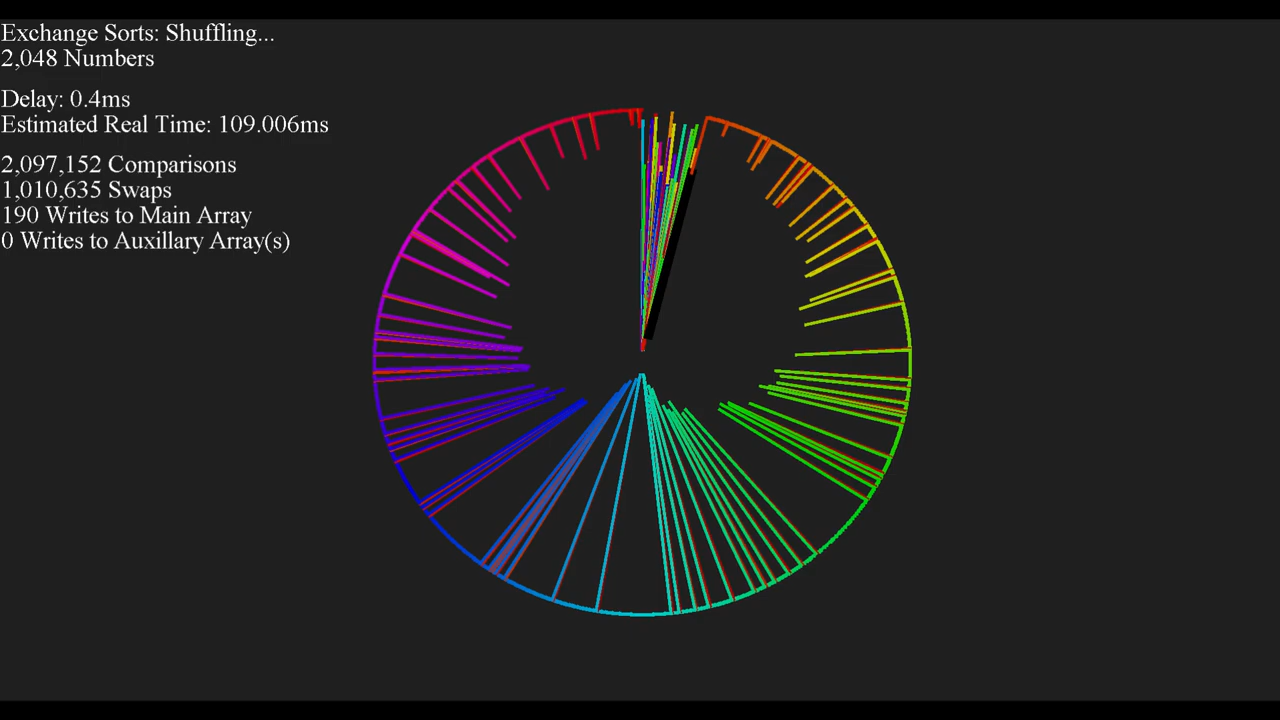 Exchange Sorts: Shuffling...
2,048 Numbers
Delay: 0.4ms
Estimated Real Time: 109.006ms
2,097,152 Comparisons
1,010,635 Swaps
190 Writes to Main Array
0 Writes to Auxillary Array(s)